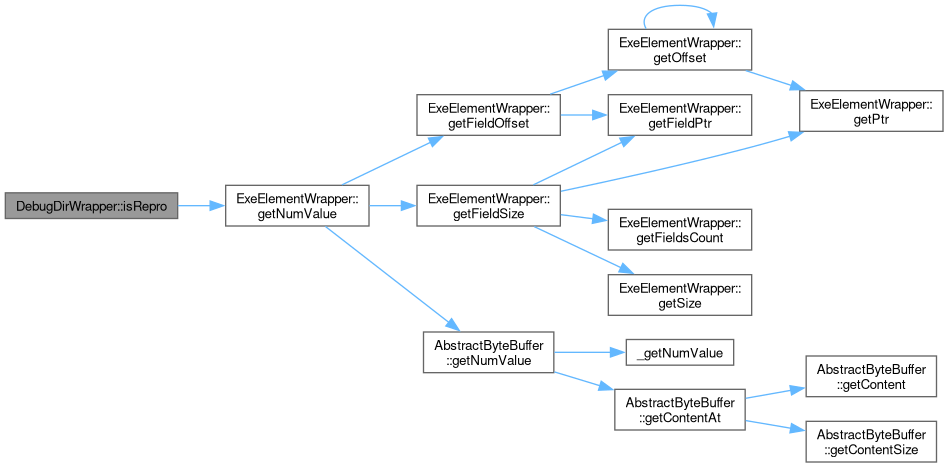 ExeElementWrapper::
getOffset
ExeElementWrapper::
getFieldOffset
ExeElementWrapper::
getFieldPtr
ExeElementWrapper::
getPtr
DebugDirWrapper::isRepro
ExeElementWrapper::
getNumValue
ExeElementWrapper::
getFieldSize
ExeElementWrapper::
getFieldsCount
ExeElementWrapper::
getSize
AbstractByteBuffer
::getNumValue
_getNumValue
AbstractByteBuffer
::getContentAt
AbstractByteBuffer
::getContent
AbstractByteBuffer
::getContentSize